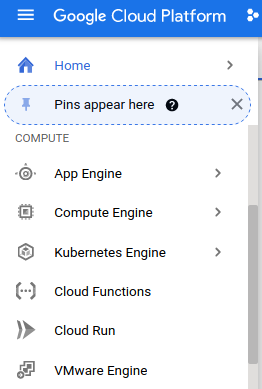 Google Cloud Platform
Home
Pins appear here
COMPUTE
App Engine
Compute Engine
Kubernetes Engine
Cloud Functions
Cloud Run
VMware Engine